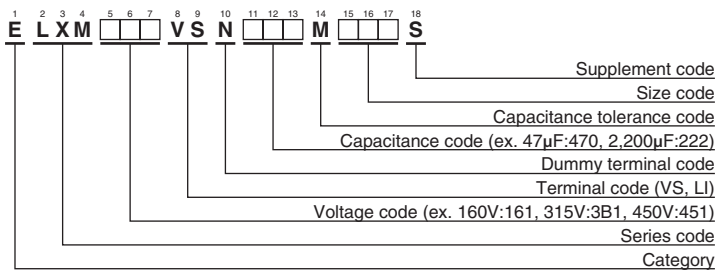 1 2 3 4 5 6 7 8 9 10 11 12 13 14 15 16 17 18
E L X M □□□ V S N □□□ M □□□ S
Supplement code
Size code
Capacitance tolerance code
Capacitance code (ex. 47µF:470, 2,200µF:222)
Dummy terminal code
Terminal code (VS, LI)
Voltage code (ex. 160V:161, 315V:3B1, 450V:451)
Series code
Category